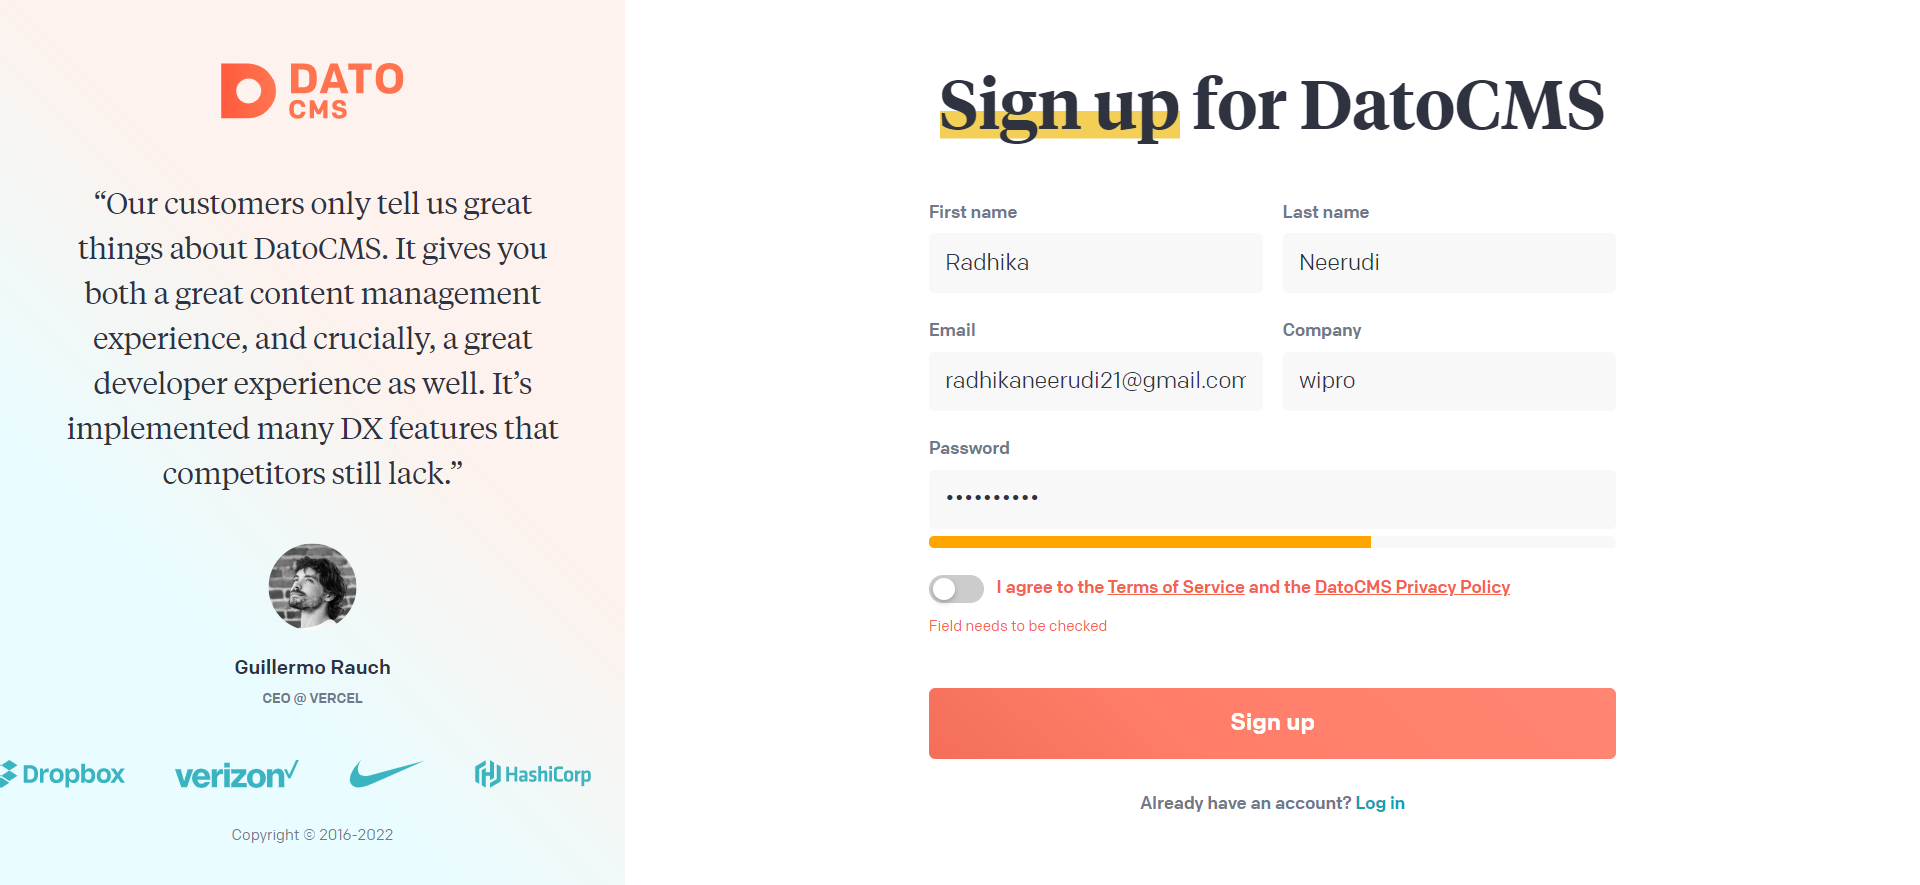 DATO
CMS
“Our customers only tell us great
things about DatoCMS. It gives you
both a great content management
experience, and crucially, a great
developer experience as well. It’s
implemented many DX features that
competitors still lack.”
Guillermo Rauch
CEO @ VERCEL
Dropbox
verizon✓
HashiCorp
Copyright © 2016-2022
Sign up for DatoCMS
First name
Last name
Radhika
Neerudi
Email
Company
radhikaneerudi21@gmail.com
wipro
Password
••••••••••
I agree to the Terms of Service and the DatoCMS Privacy Policy
Field needs to be checked
Sign up
Already have an account? Log in